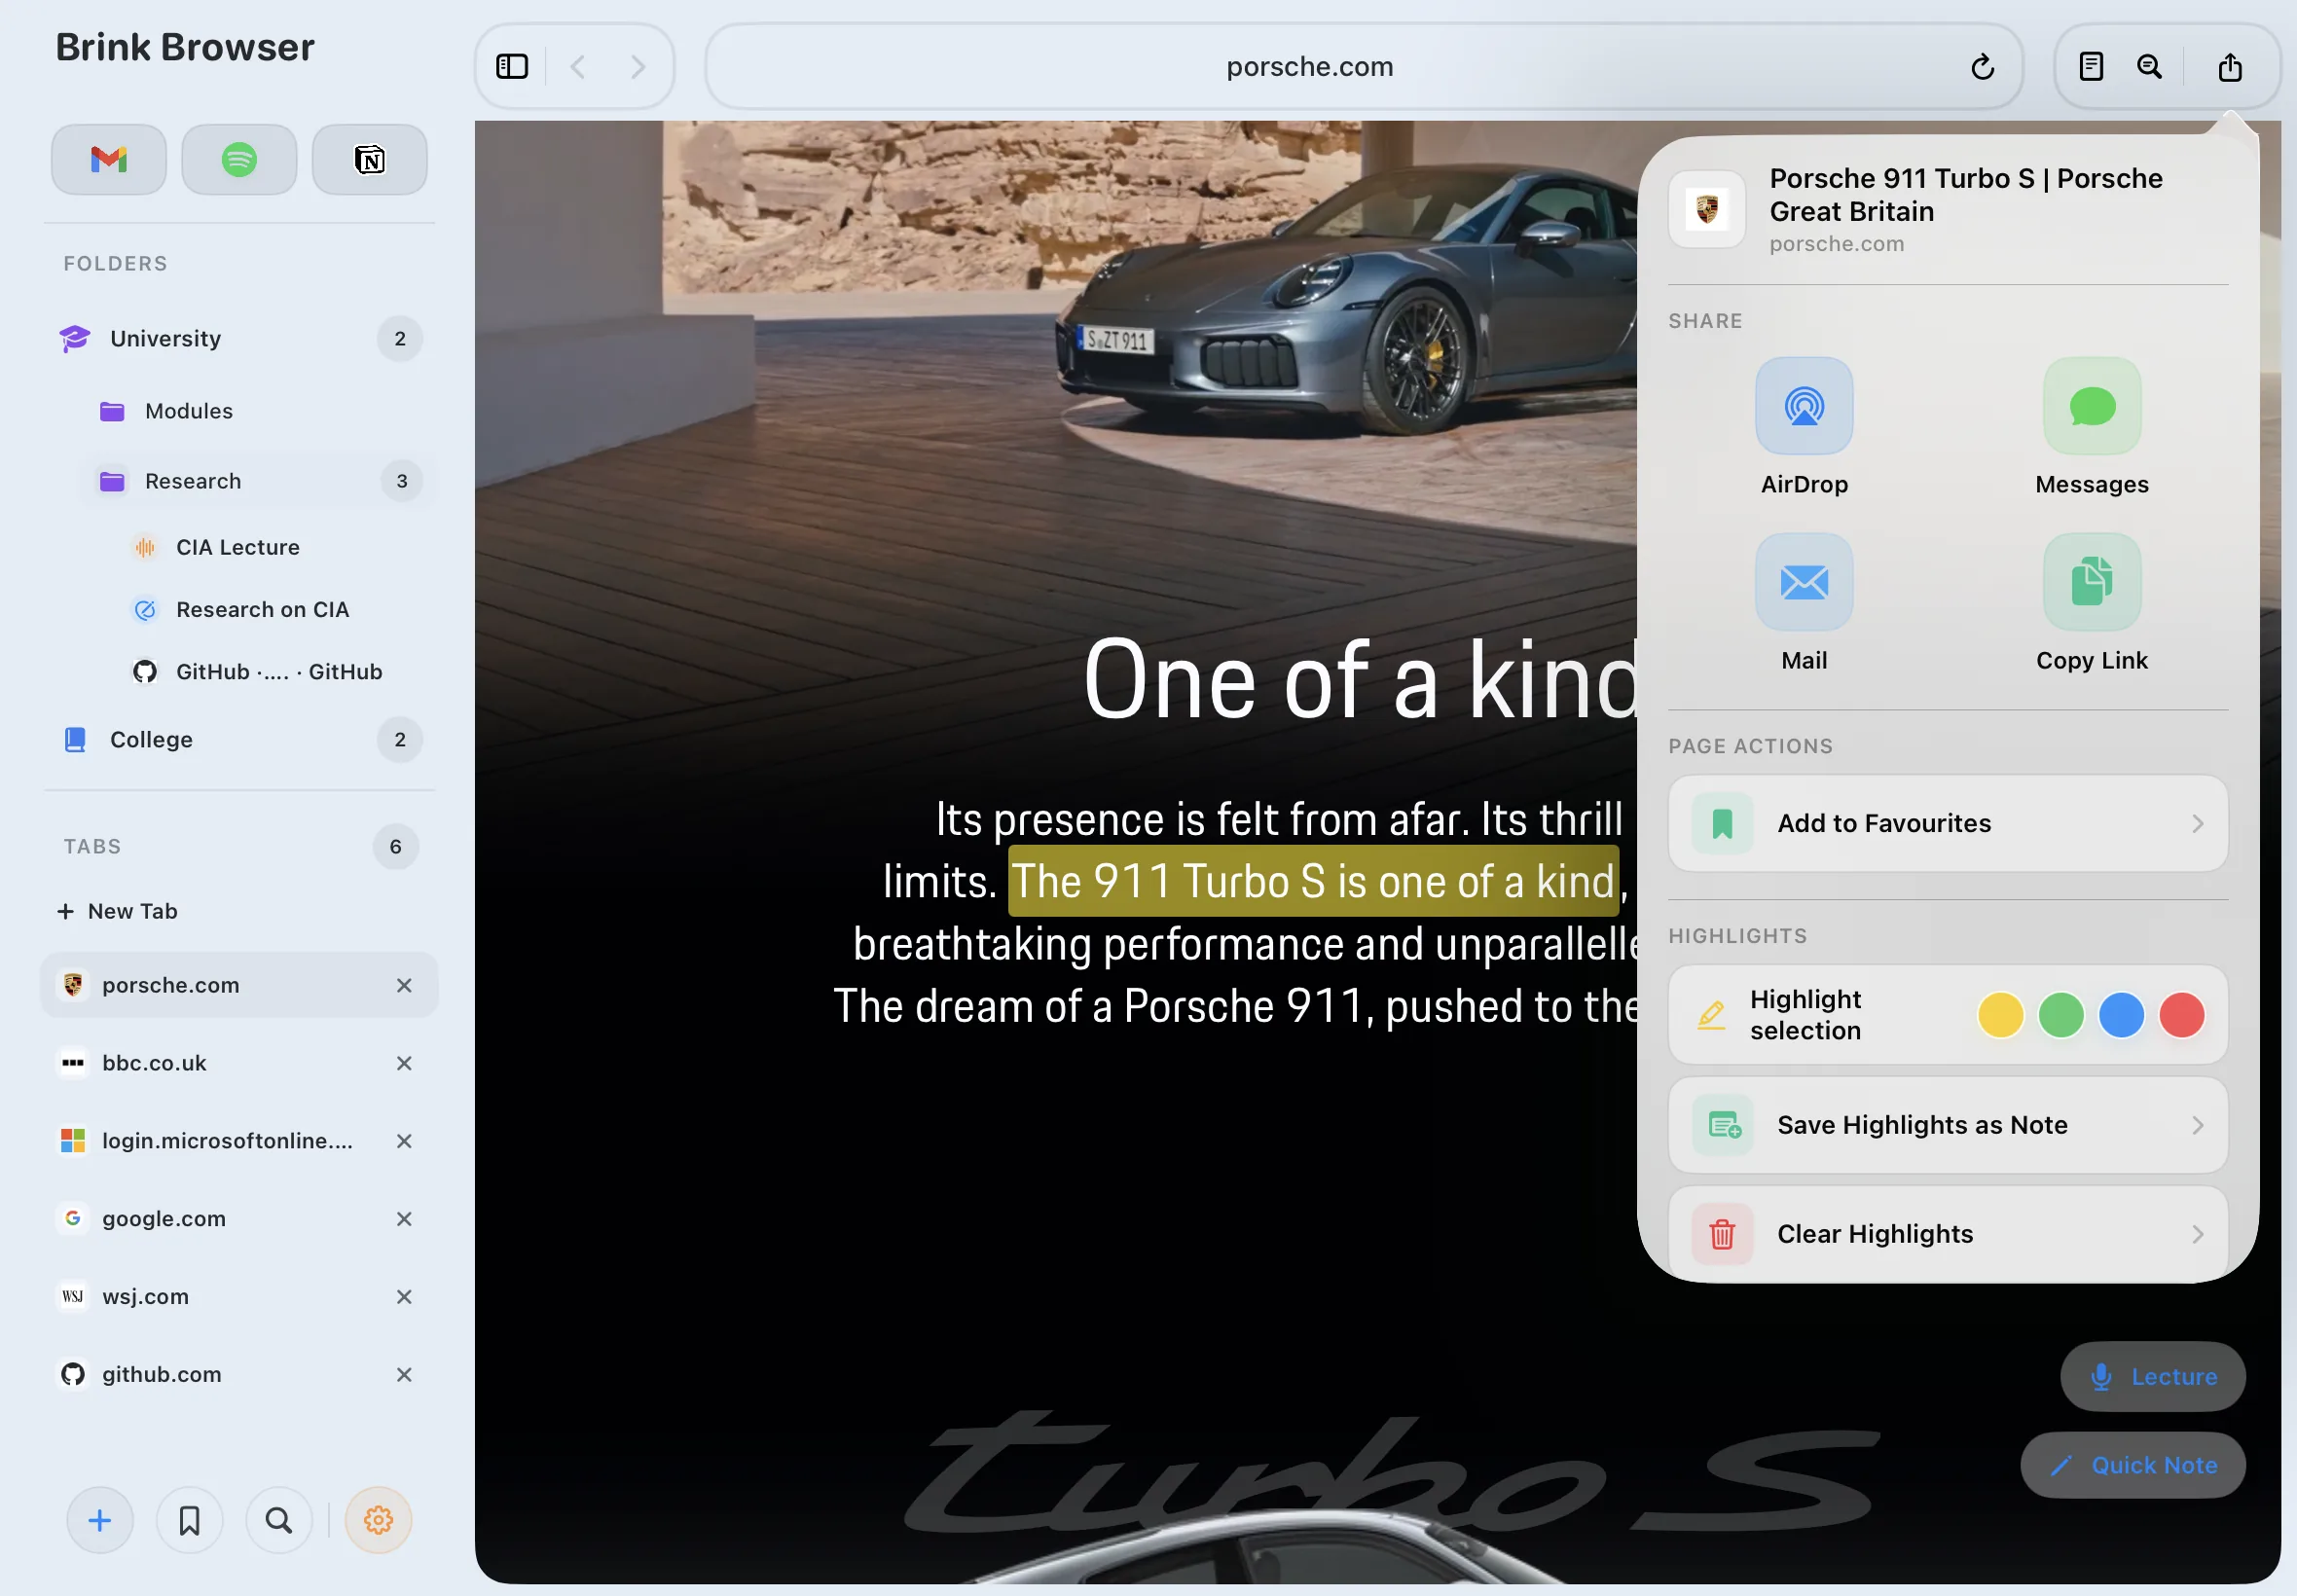 Brink Browser
porsche.com
FOLDERS
University 2
Modules
Research 3
CIA Lecture
Research on CIA
GitHub ·.... · GitHub
College 2
TABS 6
+ New Tab
porsche.com
bbc.co.uk
login.microsoftonline....
google.com
WSJ wsj.com
github.com
S ZT 911
One of a kind
Its presence is felt from afar. Its thrill
limits. The 911 Turbo S is one of a kind,
breathtaking performance and unparallele
The dream of a Porsche 911, pushed to the
turbo S
Porsche 911 Turbo S | Porsche
Great Britain
porsche.com
SHARE
AirDrop
Messages
Mail
Copy Link
PAGE ACTIONS
Add to Favourites
HIGHLIGHTS
Highlight
selection
Save Highlights as Note
Clear Highlights
Lecture
Quick Note